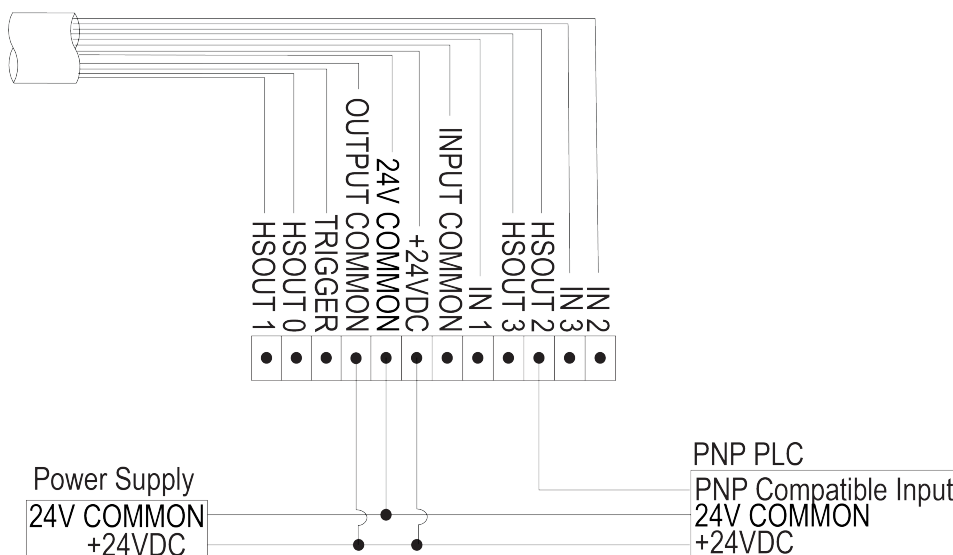 HSOUT 1
HSOUT 0
TRIGGER
OUTPUT COMMON
24V COMMON
+24VDC
INPUT COMMON
IN 1
HSOUT 3
HSOUT 2
IN 3
IN 2
Power Supply
24V COMMON
+24VDC
PNP PLC
PNP Compatible Input
24V COMMON
+24VDC